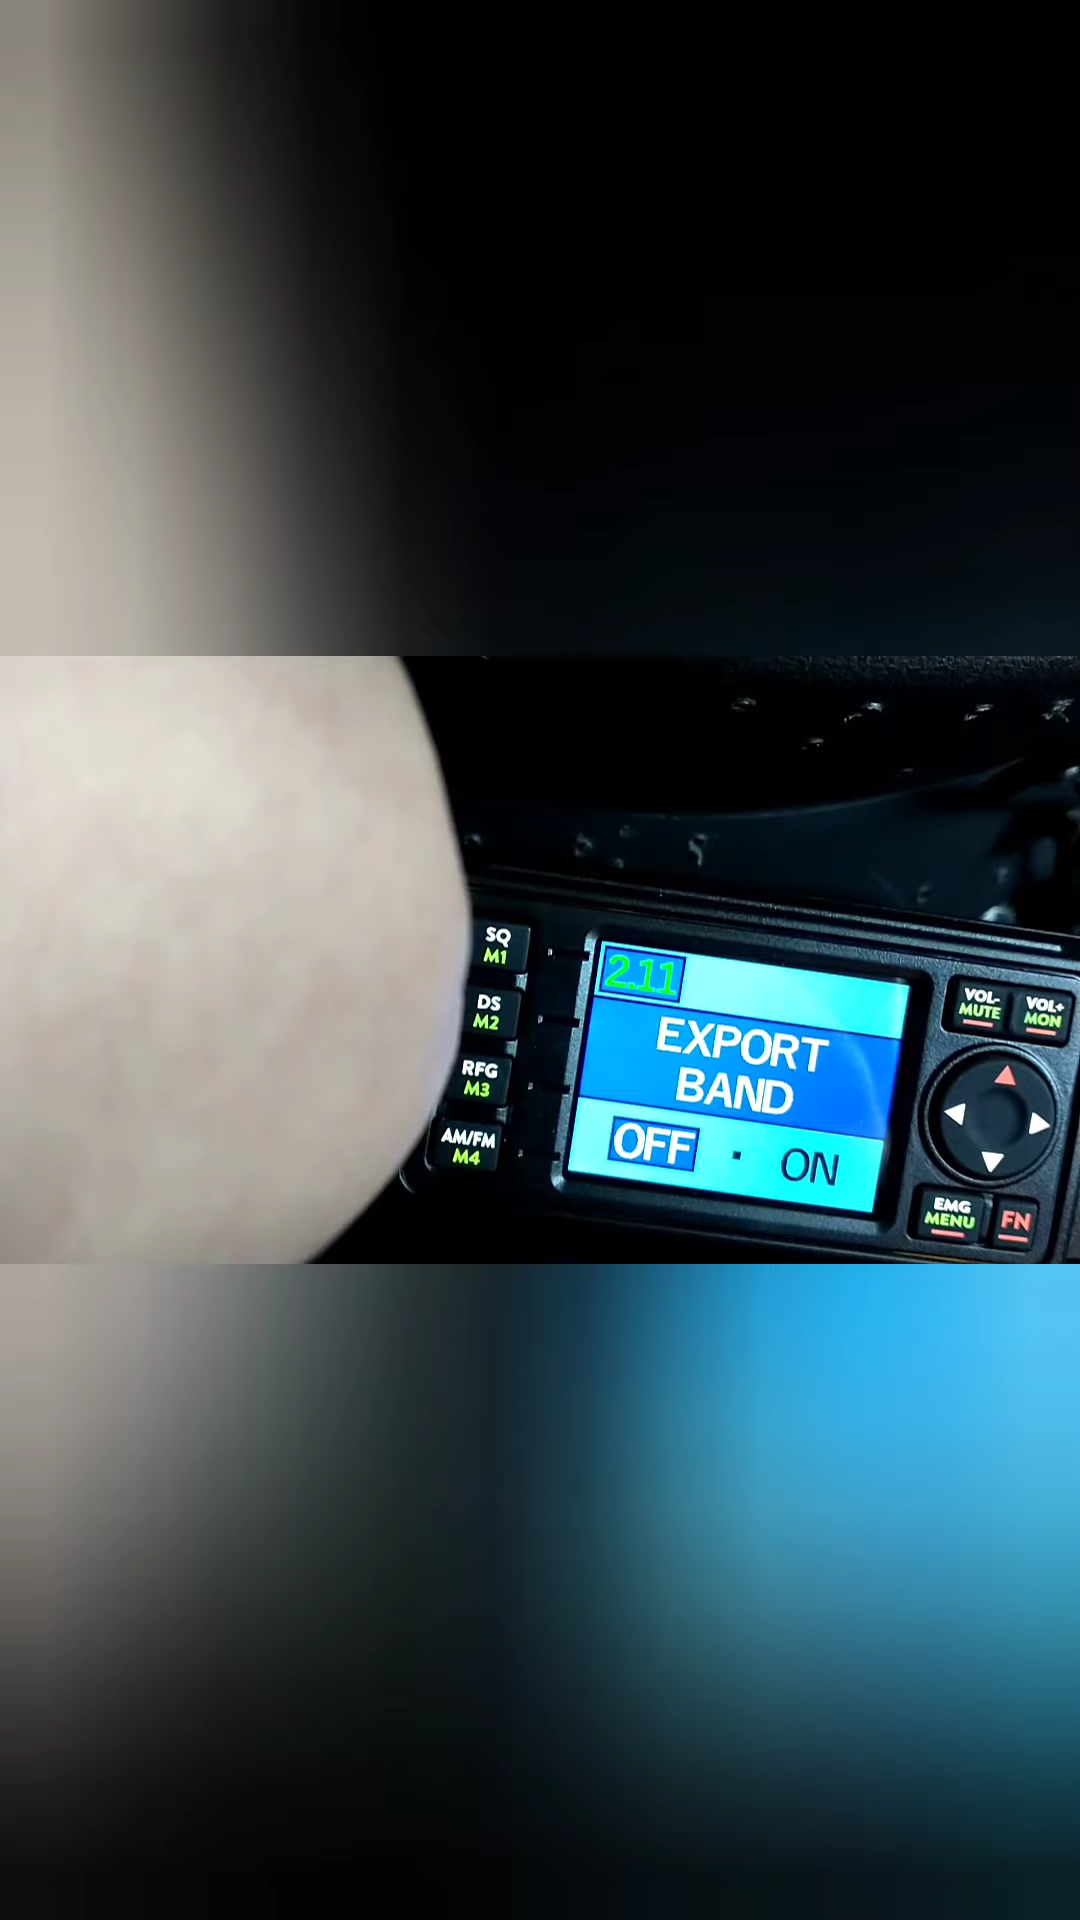 SQ
M1
DS
M2
RFG
M3
AM/FM
M4
2.11
EXPORT
BAND
OFF · ON
VOL-
MUTE
VOL+
MON
EMG
MENU
FN